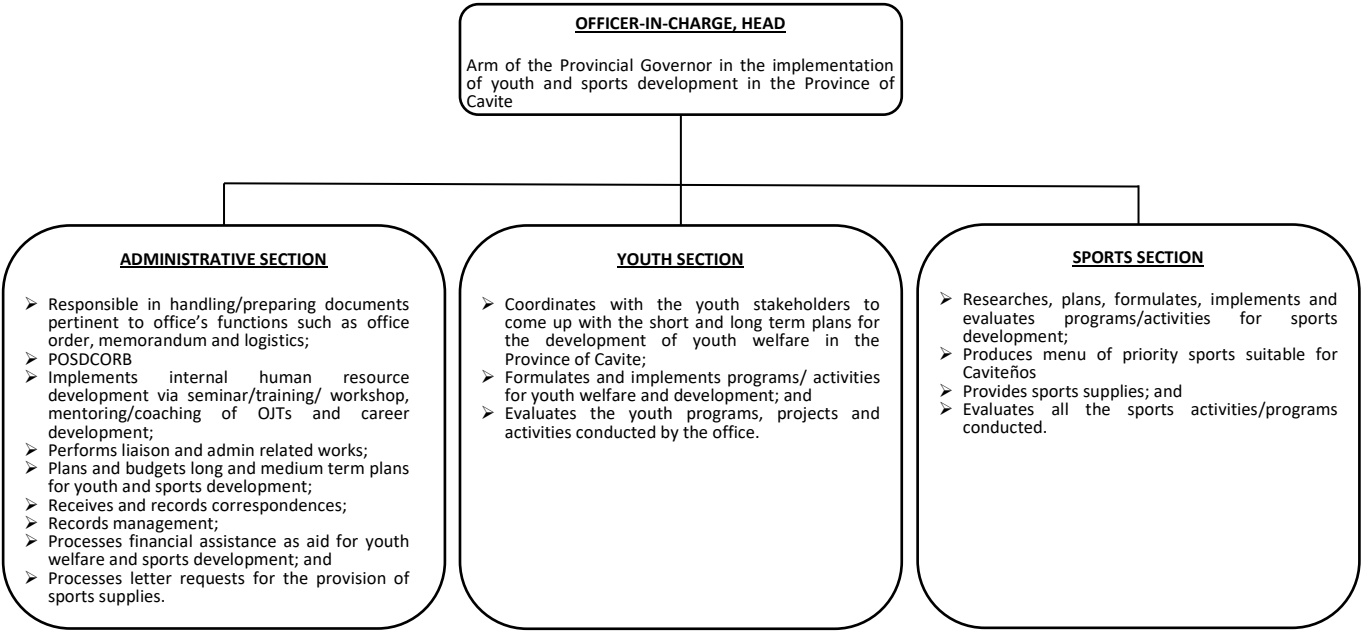 OFFICER-IN-CHARGE, HEAD
Arm of the Provincial Governor in the implementation
of youth and sports development in the Province of
Cavite
ADMINISTRATIVE SECTION
➢ Responsible in handling/preparing documents
pertinent to office's functions such as office
order, memorandum and logistics;
➢ POSDCORB
➢ Implements internal human resource
development via seminar/training/ workshop,
mentoring/coaching of OJTs and career
development;
➢ Performs liaison and admin related works;
➢ Plans and budgets long and medium term plans
for youth and sports development;
➢ Receives and records correspondences;
➢ Records management;
➢ Processes financial assistance as aid for youth
welfare and sports development; and
➢ Processes letter requests for the provision of
sports supplies.
YOUTH SECTION
➢ Coordinates with the youth stakeholders to
come up with the short and long term plans for
the development of youth welfare in the
Province of Cavite;
➢ Formulates and implements programs/ activities
for youth welfare and development; and
➢ Evaluates the youth programs, projects and
activities conducted by the office.
SPORTS SECTION
➢ Researches, plans, formulates, implements and
evaluates programs/activities for sports
development;
➢ Produces menu of priority sports suitable for
Caviteños
➢ Provides sports supplies; and
➢ Evaluates all the sports activities/programs
conducted.